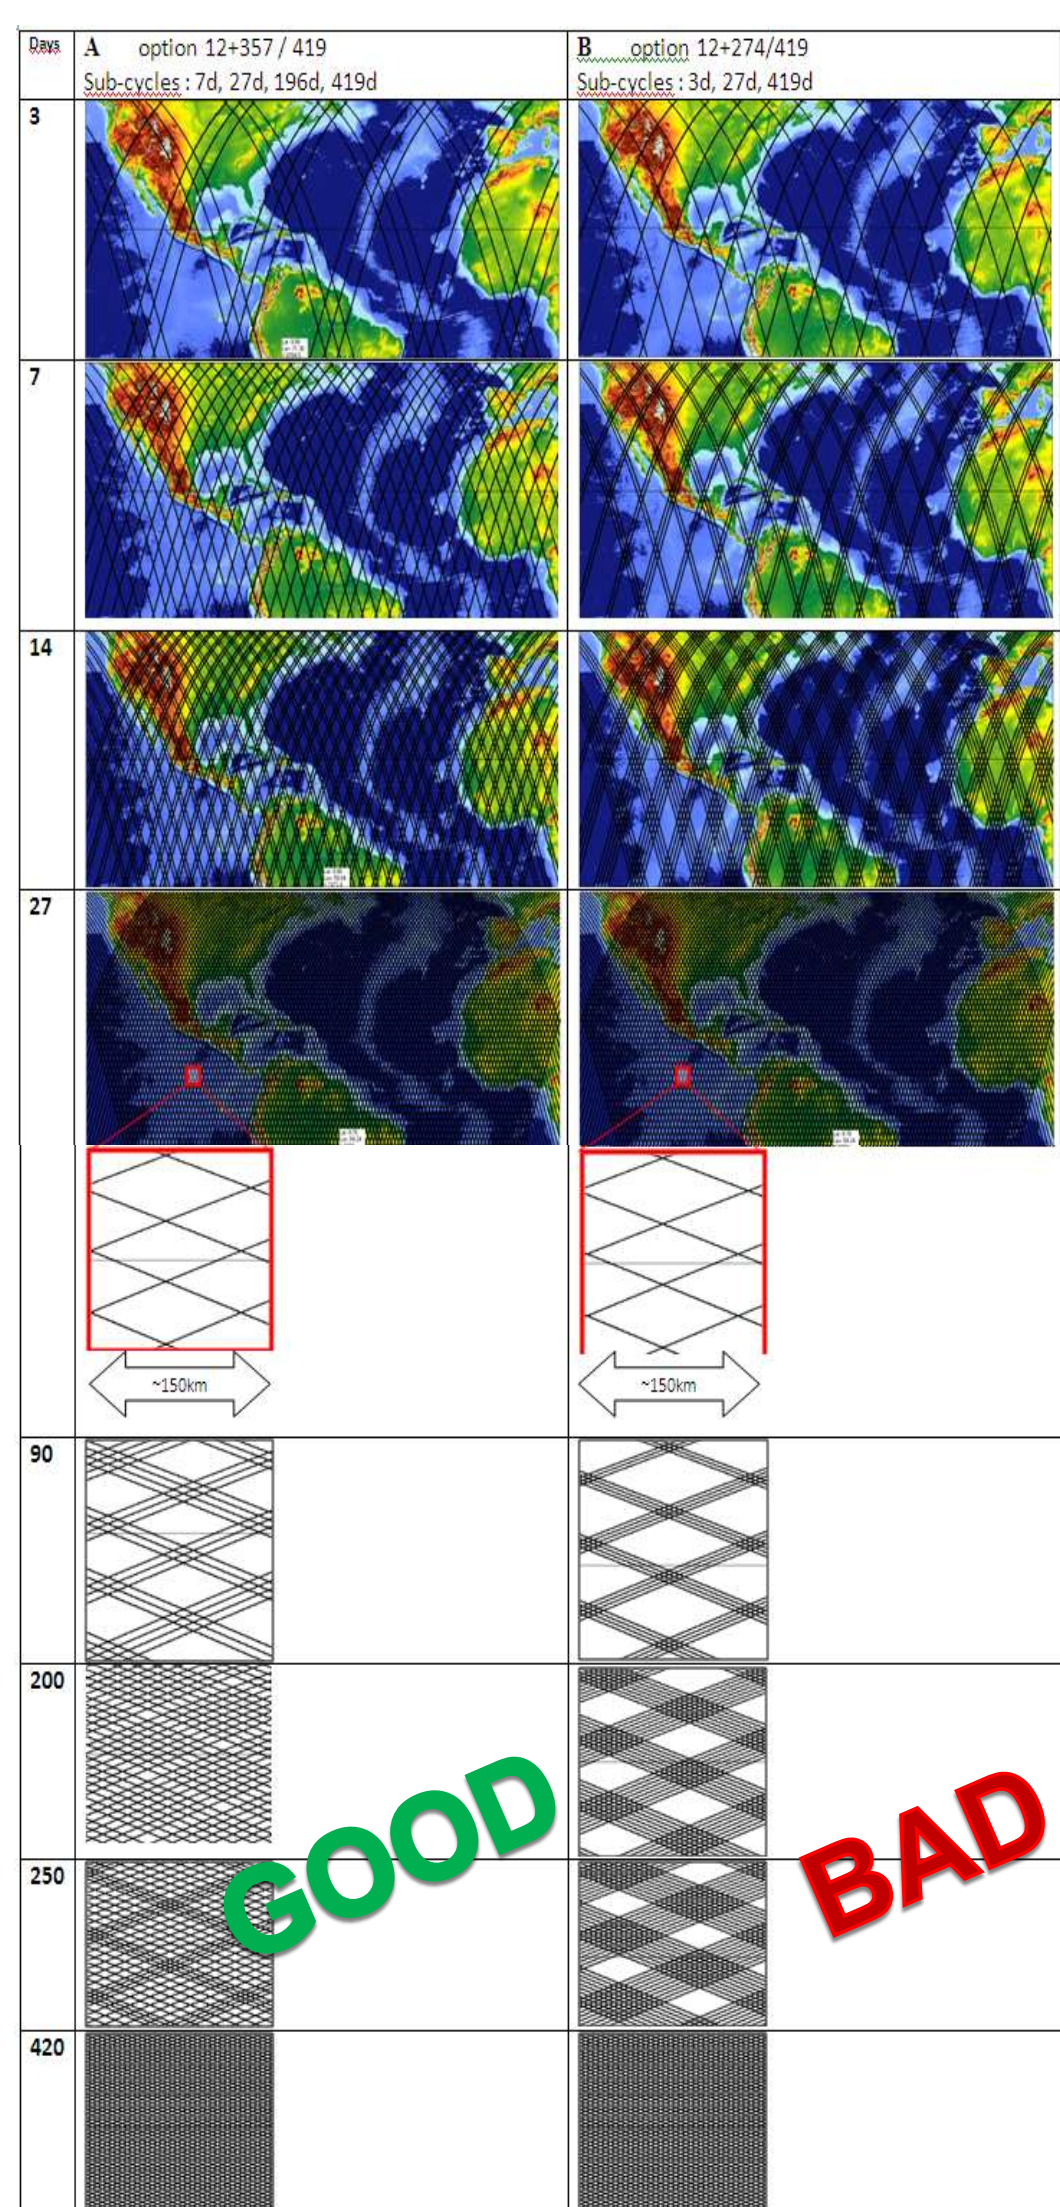 Days
A option 12+357 / 419
Sub-cycles : 7d, 27d, 196d, 419d
B option 12+274/419
Sub-cycles : 3d, 27d, 419d
3
7
14
27
~150km
~150km
90
200
GOOD
BAD
250
420